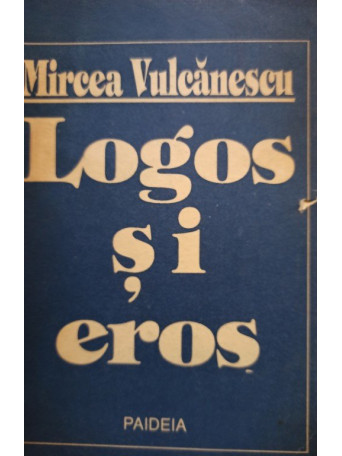 Mircea Vulcănescu
Logos
și
eros
PAIDEIA